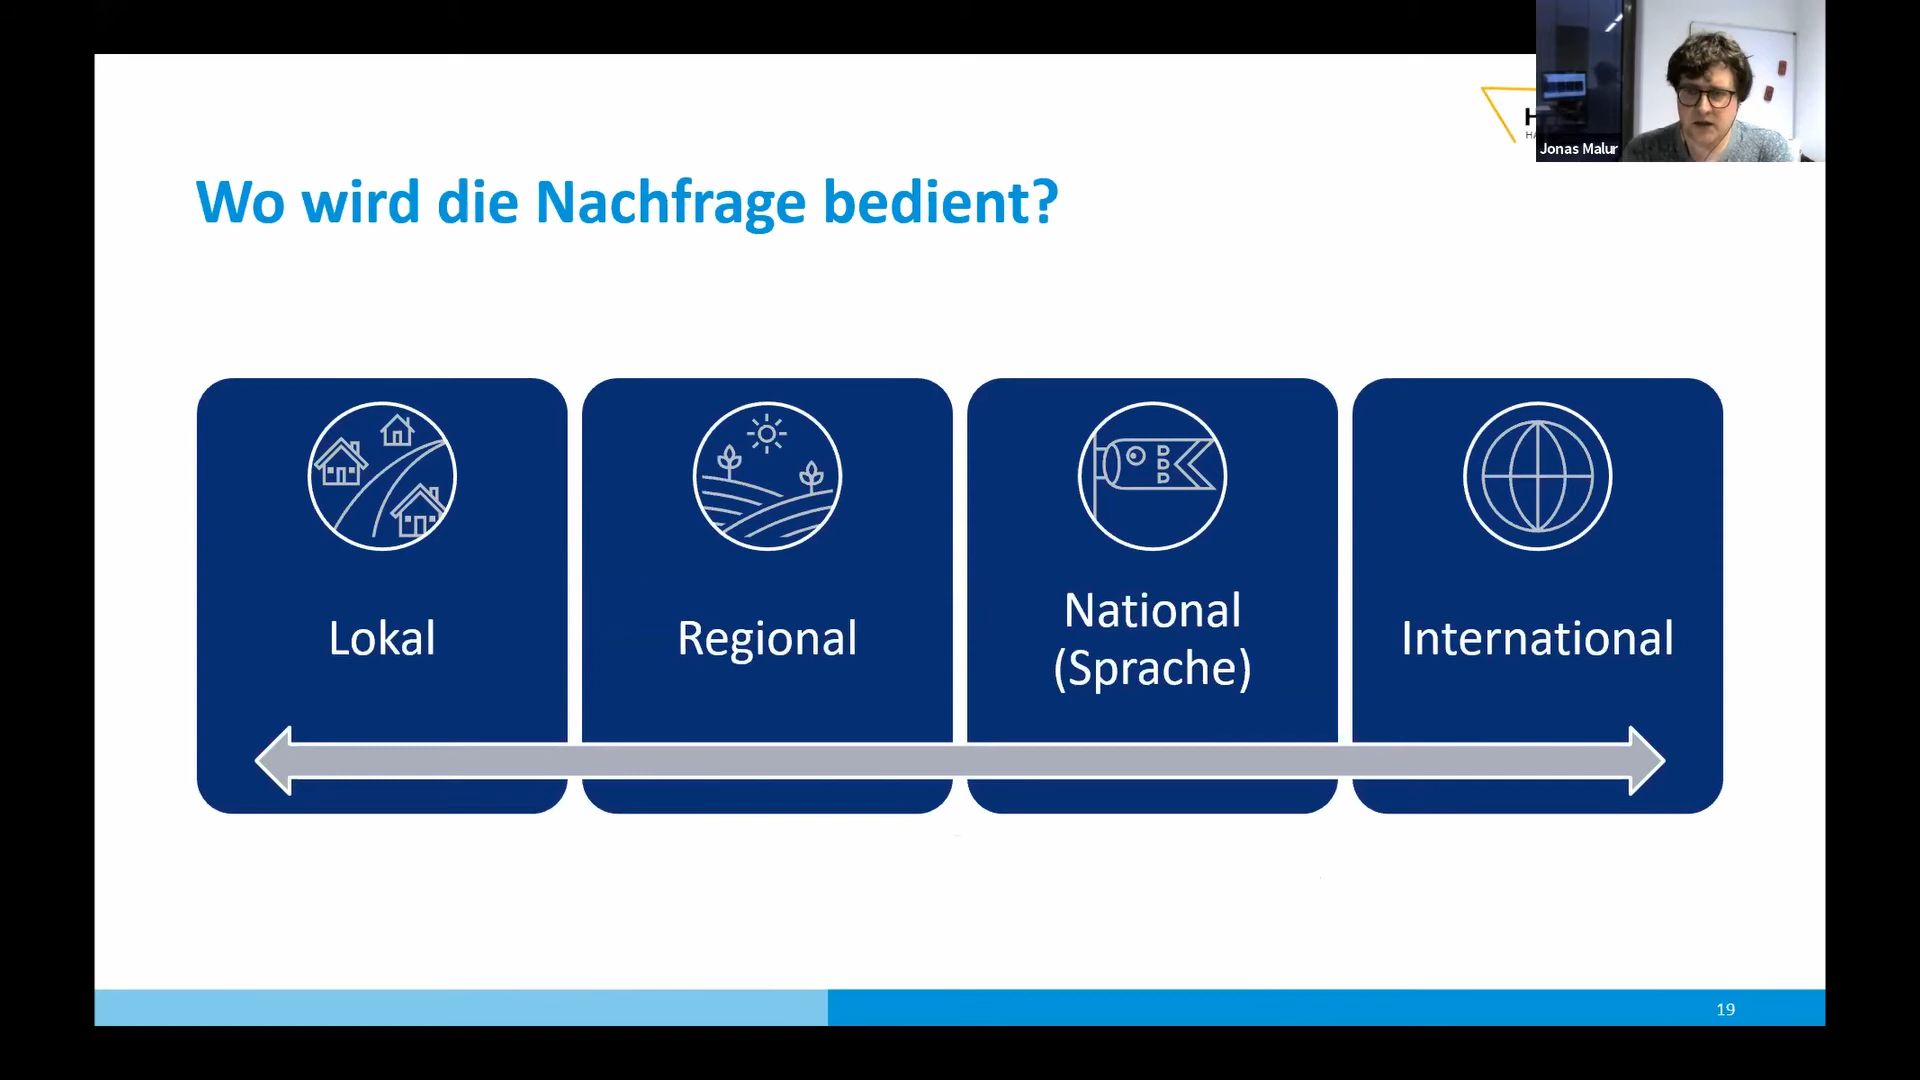 Jonas Malur
Wo wird die Nachfrage bedient?
Lokal
Regional
National
(Sprache)
International
19